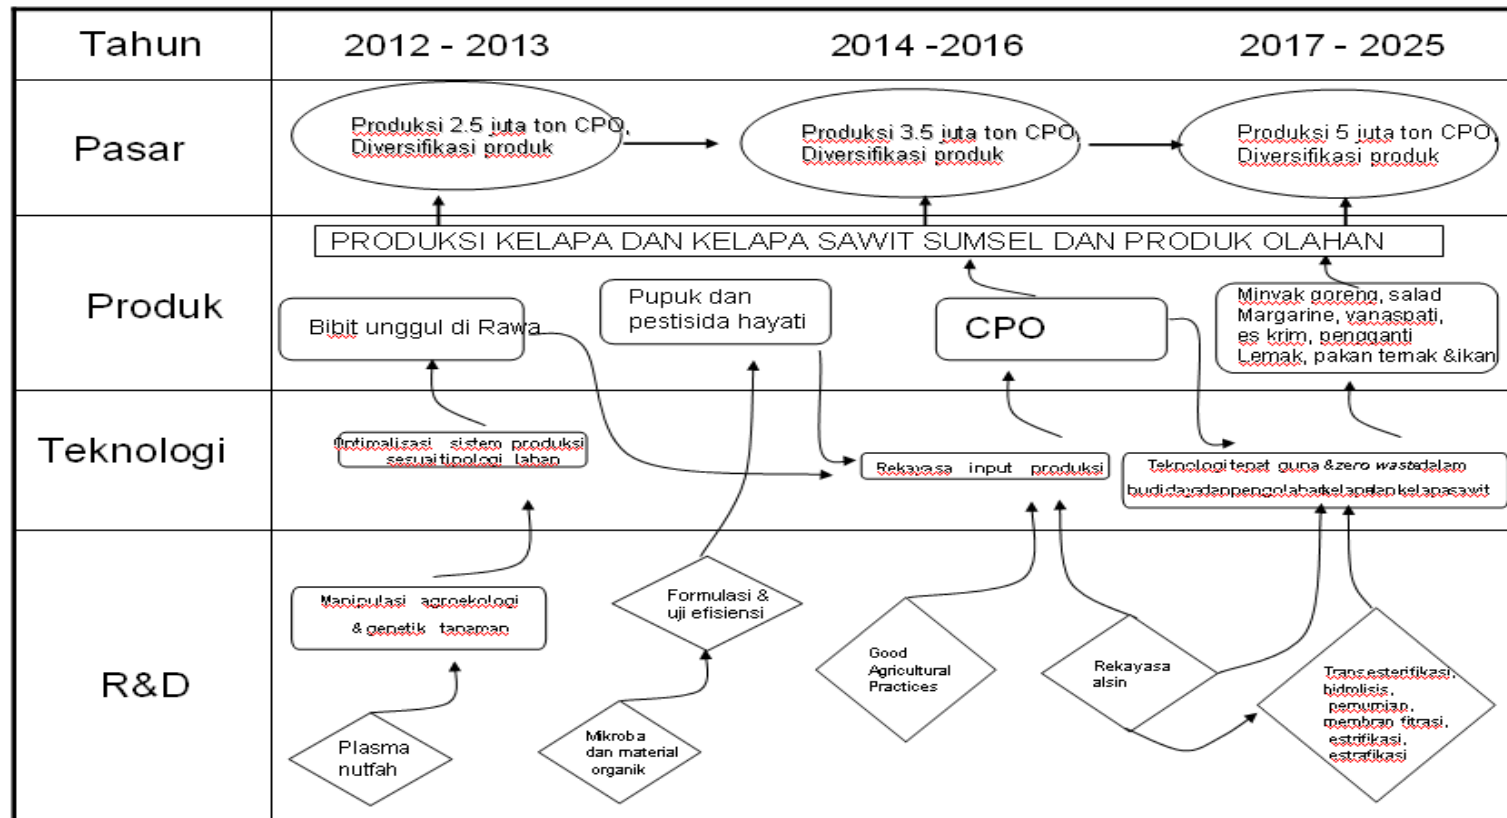 Tahun
2012 - 2013
2014 -2016
2017 - 2025
Pasar
Produksi 2.5 juta ton CPO,
Diversifikasi produk
Produksi 3.5 juta ton CPO,
Diversifikasi produk
Produksi 5 juta ton CPO,
Diversifikasi produk
PRODUKSI KELAPA DAN KELAPA SAWIT SUMSEL DAN PRODUK OLAHAN
Produk
Bibit unggul di Rawa
Pupuk dan
pestisida hayati
CPO
Minyak goreng, salad
Margarine, vanaspati,
es krim, pengganti
Lemak, pakan ternak &ikan
Teknologi
Optimalisasi sistem produksi
sesuai tipologi lahan
Rekayasa input produksi
Teknologi tepat guna & zero waste dalam
budidaya dan pengolahan kelapa dan kelapa sawit
R&D
Manipulasi agroekologi
& genetik tanaman
Formulasi &
uji efisiensi
Good
Agricultural
Practices
Rekayasa
alsin
Transesterifikasi,
hidrolisis,
pemurnian,
membran fitrasi,
estrifikasi,
estrafikasi
Plasma
nutfah
Mikroba
dan material
organik